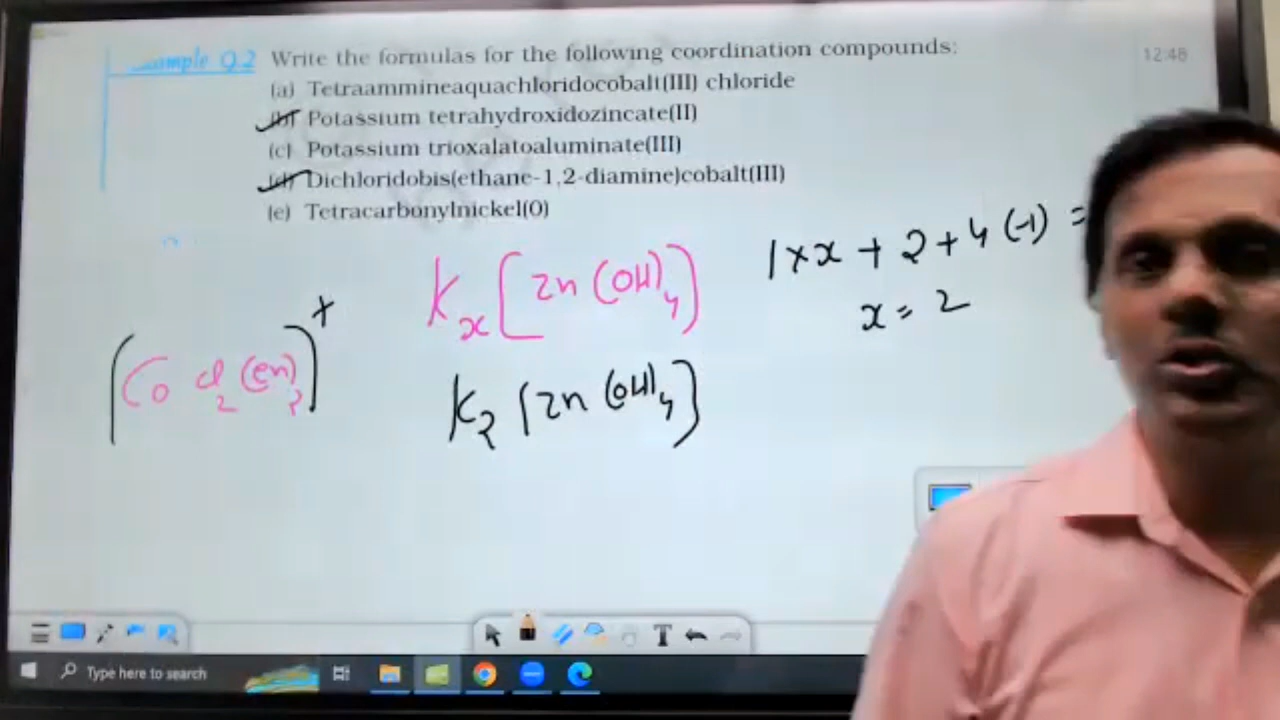 Example 9.2 Write the formulas for the following coordination compounds:
12:48
(a) Tetraammineaquachloridocobalt(III) chloride
(b) Potassium tetrahydroxidozincate(II)
(c) Potassium trioxalatoaluminate(III)
(d) Dichloridobis(ethane-1,2-diamine)cobalt(III)
(e) Tetracarbonylnickel(0)
Kₓ[Zn(OH)₄]
1×x + 2 + 4(-1) =
x = 2
[CoCl₂(en)₂]⁺
K₂[Zn(OH)₄]
T
Type here to search